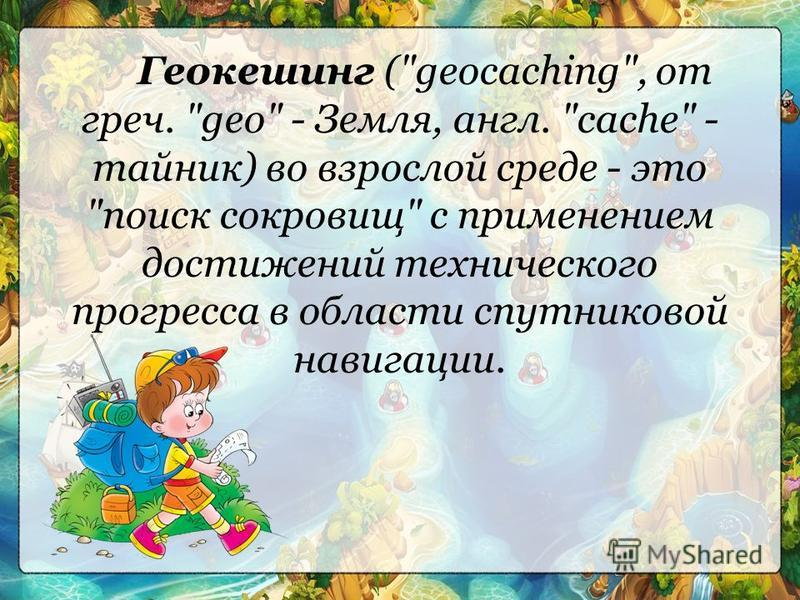 Геокешинг ("geocaching", от
греч. "geo" - Земля, англ. "cache" -
тайник) во взрослой среде - это
"поиск сокровищ" с применением
достижений технического
прогресса в области спутниковой
навигации.
MyShared